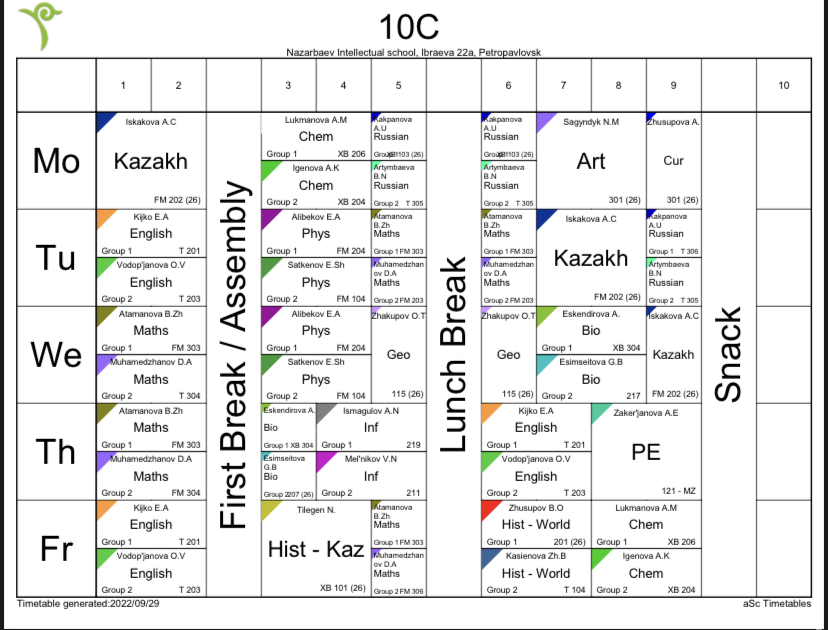 10C
Nazarbaev Intellectual school, Ibraeva 22a, Petropavlovsk
1 2 3 4 5 6 7 8 9 10
First Break / Assembly
Lunch Break
Snack
Mo
Iskakova A.C
Kazakh
FM 202 (26)
Lukmanova A.M
Chem
Group 1 XB 206
Igenova A.K
Chem
Group 2 XB 204
Kakpanova
A.U
Russian
(26)
Artymbaeva
B.N
Russian
Group 2 T 305
Kakpanova
A.U
Russian
(26)
Artymbaeva
B.N
Russian
Group 2 T 305
Sagyndyk N.M
Art
301 (26)
Zhusupova A.
Cur
301 (26)
Tu
Kijko E.A
English
Group 1 T 201
Vodop'janova O.V
English
Group 2 T 203
Alibekov E.A
Phys
Group 1 FM 204
Satkenov E.Sh
Phys
Group 2 FM 104
Atamanova
B.Zh
Maths
Group 1 FM 303
Muhamedzhan
ov D.A
Maths
Group 2 FM 203
Atamanova
B.Zh
Maths
Group 1 FM 303
Muhamedzhan
ov D.A
Maths
Group 2 FM 203
Iskakova A.C
Kazakh
FM 202 (26)
Kakpanova
A.U
Russian
Group 1 T 306
Artymbaeva
B.N
Russian
Group 2 T 305
We
Atamanova B.Zh
Maths
Group 1 FM 303
Muhamedzhanov D.A
Maths
Group 2 T 304
Alibekov E.A
Phys
Group 1 FM 204
Satkenov E.Sh
Phys
Group 2 FM 104
Zhakupov O.T
Geo
115 (26)
Zhakupov O.T
Geo
115 (26)
Eskendirova A.
Bio
Group 1 XB 304
Esimseitova G.B
Bio
Group 2 217
Iskakova A.C
Kazakh
FM 202 (26)
Th
Atamanova B.Zh
Maths
Group 1 FM 303
Muhamedzhanov D.A
Maths
Group 2 FM 304
Eskendirova A.
Bio
Group 1 XB 304
Esimseitova
G.B
Bio
Group 2 207 (26)
Ismagulov A.N
Inf
Group 1 219
Mel'nikov V.N
Inf
Group 2 211
Kijko E.A
English
Group 1 T 201
Vodop'janova O.V
English
Group 2 T 203
Zaker'janova A.E
PE
121 - MZ
Fr
Kijko E.A
English
Group 1 T 201
Vodop'janova O.V
English
Group 2 T 203
Tilegen N.
Hist - Kaz
XB 101 (26)
Atamanova
B.Zh
Maths
Group 1 FM 303
Muhamedzhan
ov D.A
Maths
Group 2 FM 306
Zhusupov B.O
Hist - World
Group 1 201 (26)
Kasienova Zh.B
Hist - World
Group 2 T 104
Lukmanova A.M
Chem
Group 1 XB 206
Igenova A.K
Chem
Group 2 XB 204
Timetable generated:2022/09/29
aSc Timetables